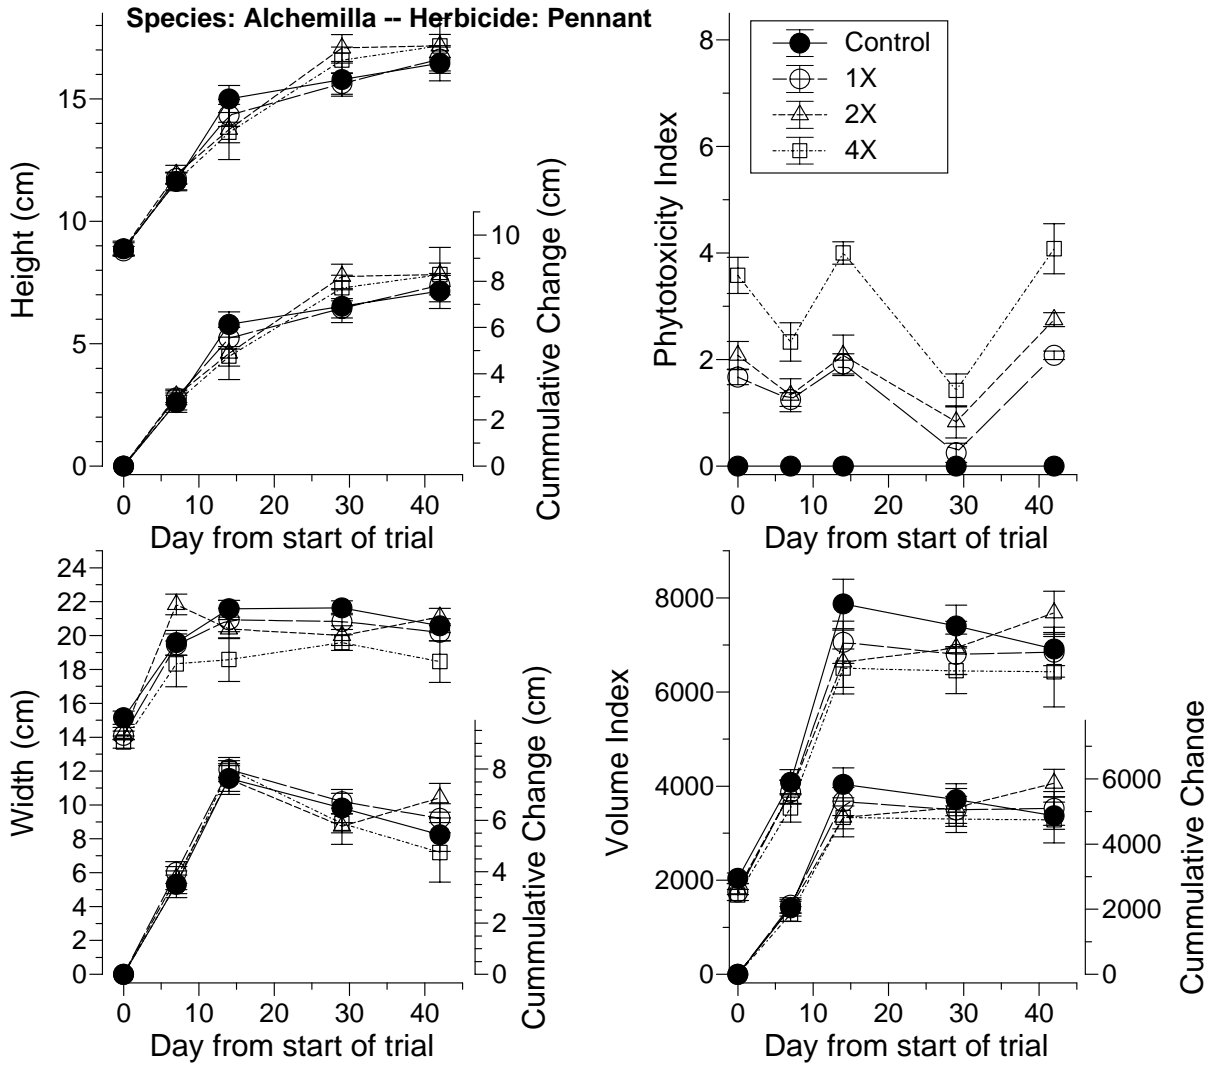 Species: Alchemilla -- Herbicide: Pennant
Height (cm)
15
10
5
0
10
8
6
4
2
0
Cummulative Change (cm)
0 10 20 30 40
Day from start of trial
Phytotoxicity Index
8
6
4
2
0
Control
1X
2X
4X
0 10 20 30 40
Day from start of trial
Width (cm)
24
22
20
18
16
14
12
10
8
6
4
2
0
8
6
4
2
0
Cummulative Change (cm)
0 10 20 30 40
Day from start of trial
Volume Index
8000
6000
4000
2000
0
6000
4000
2000
0
Cummulative Change
0 10 20 30 40
Day from start of trial